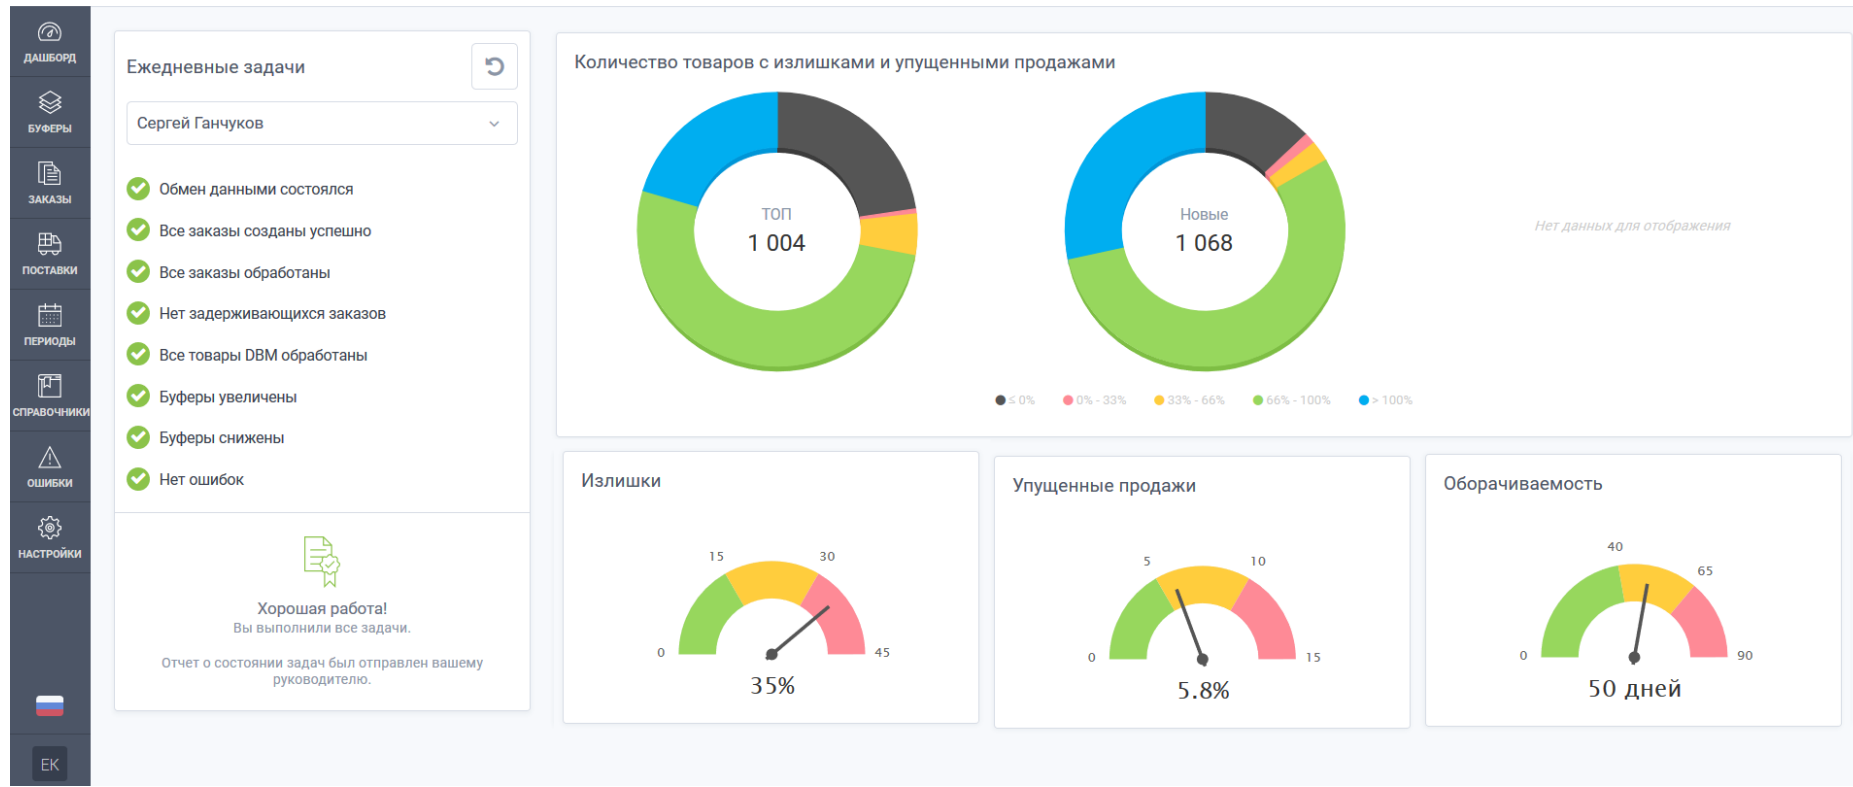 ДАШБОРД
БУФЕРЫ
ЗАКАЗЫ
ПОСТАВКИ
ПЕРИОДЫ
СПРАВОЧНИКИ
ОШИБКИ
НАСТРОЙКИ
ЕК
Ежедневные задачи
Сергей Ганчуков
Обмен данными состоялся
Все заказы созданы успешно
Все заказы обработаны
Нет задерживающихся заказов
Все товары DBM обработаны
Буферы увеличены
Буферы снижены
Нет ошибок
Хорошая работа!
Вы выполнили все задачи.
Отчет о состоянии задач был отправлен вашему
руководителю.
Количество товаров с излишками и упущенными продажами
ТОП
1 004
Новые
1 068
Нет данных для отображения
≤ 0%
0% - 33%
33% - 66%
66% - 100%
> 100%
Излишки
0
15
30
45
35%
Упущенные продажи
0
5
10
15
5.8%
Оборачиваемость
0
40
65
90
50 дней